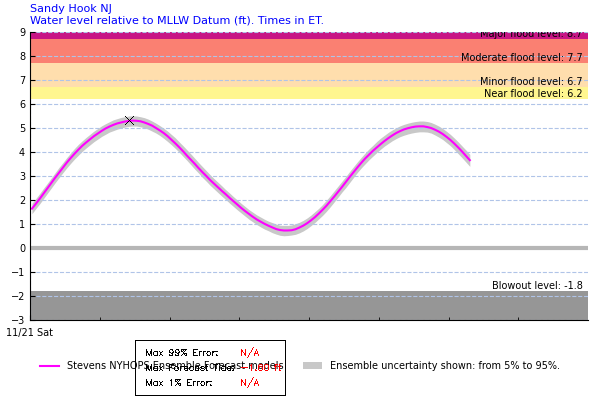 Sandy Hook NJ
Water level relative to MLLW Datum (ft). Times in ET.
9
Major flood level: 8.7
8
Moderate flood level: 7.7
7
Minor flood level: 6.7
Near flood level: 6.2
6
5
4
3
2
1
0
−1
Blowout level: -1.8
−2
−3
11/21 Sat
Max 99% Error: N/A
Stevens NYHOPS Ensemble Forecast models
Max Forecast Tide:
Ensemble uncertainty shown: from 5% to 95%.
Max 1% Error: N/A